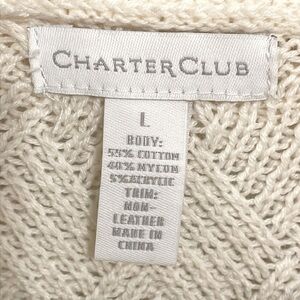 CHARTER CLUB
L
BODY:
55% COTTON
40% NYLON
5% ACRYLIC
TRIM:
NON-
LEATHER
MADE IN
CHINA